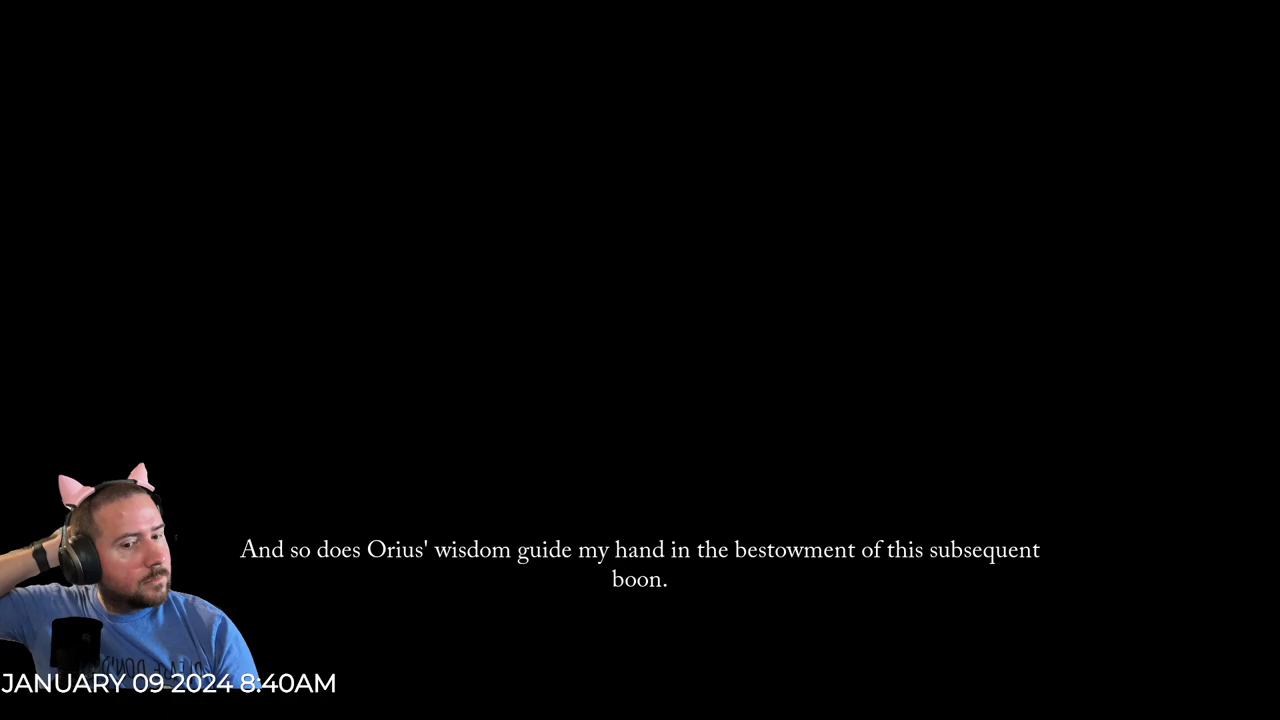 And so does Orius' wisdom guide my hand in the bestowment of this subsequent
boon.
JANUARY 09 2024 8:40AM